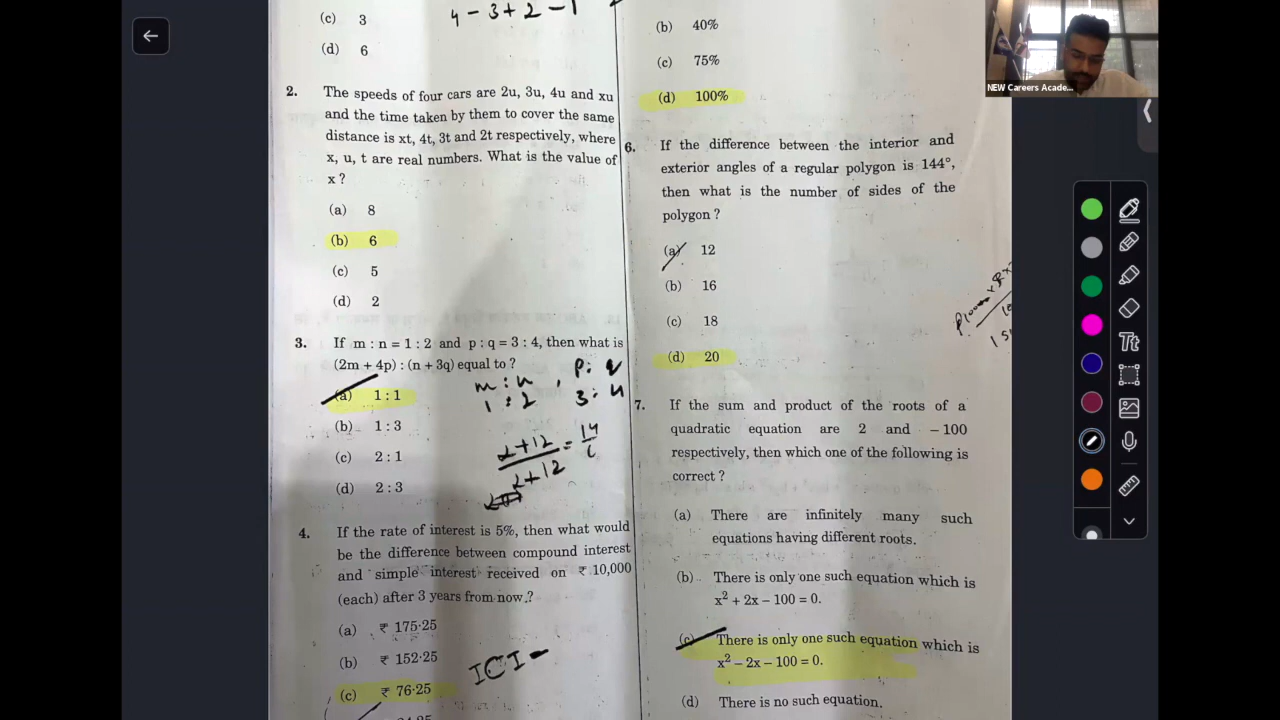 (c) 3
4 - 3 + 2 - 1
(d) 6
2. The speeds of four cars are 2u, 3u, 4u and xu
and the time taken by them to cover the same
distance is xt, 4t, 3t and 2t respectively, where
x, u, t are real numbers. What is the value of
x ?
(a) 8
(b) 6
(c) 5
(d) 2
3. If m : n = 1 : 2 and p : q = 3 : 4, then what is
(2m + 4p) : (n + 3q) equal to ?
(a) 1 : 1
(b) 1 : 3
(c) 2 : 1
(d) 2 : 3
m : n , p : q
1 : 2 3 : 4
2+12 = 14
2+12
4. If the rate of interest is 5%, then what would
be the difference between compound interest
and simple interest received on ₹ 10,000
(each) after 3 years from now ?
(a) ₹ 175·25
(b) ₹ 152·25
(c) ₹ 76·25
(b) 40%
(c) 75%
(d) 100%
6. If the difference between the interior and
exterior angles of a regular polygon is 144°,
then what is the number of sides of the
polygon ?
(a) 12
(b) 16
(c) 18
(d) 20
7. If the sum and product of the roots of a
quadratic equation are 2 and – 100
respectively, then which one of the following is
correct ?
(a) There are infinitely many such
equations having different roots.
(b) There is only one such equation which is
x² + 2x – 100 = 0.
(c) There is only one such equation which is
x² – 2x – 100 = 0.
(d) There is no such equation.
NEW Careers Acade...
Tt